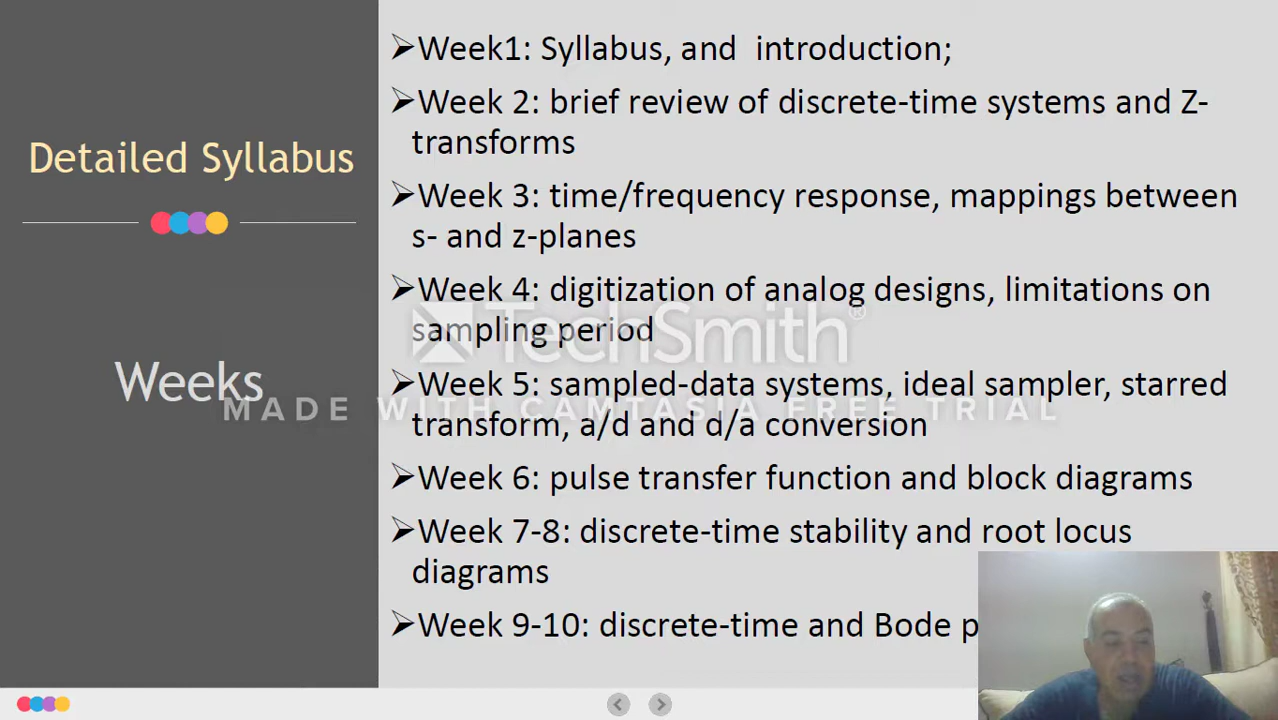 Detailed Syllabus
Weeks
Week1: Syllabus, and introduction;
Week 2: brief review of discrete-time systems and Z-
transforms
Week 3: time/frequency response, mappings between
s- and z-planes
Week 4: digitization of analog designs, limitations on
sampling period
Week 5: sampled-data systems, ideal sampler, starred
transform, a/d and d/a conversion
Week 6: pulse transfer function and block diagrams
Week 7-8: discrete-time stability and root locus
diagrams
Week 9-10: discrete-time and Bode p
TechSmith®
MADE WITH CAMTASIA FREE TRIAL